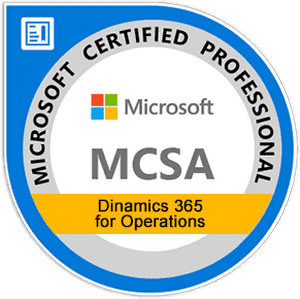 MICROSOFT CERTIFIED PROFESSIONAL
Microsoft
MCSA
Dinamics 365
for Operations